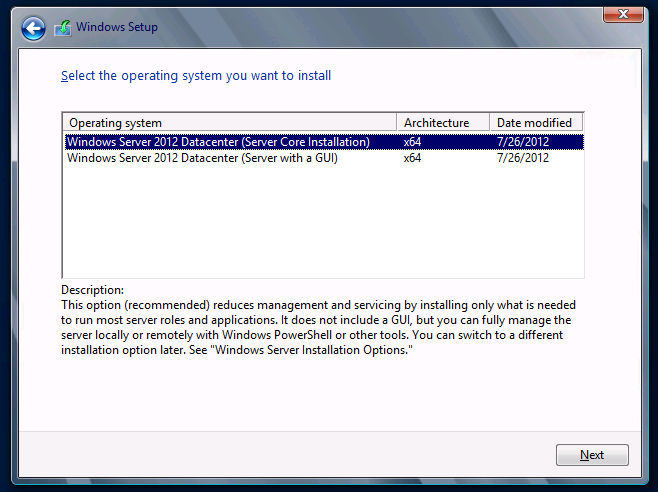 Windows Setup
Select the operating system you want to install
Operating system Architecture Date modified
Windows Server 2012 Datacenter (Server Core Installation) x64 7/26/2012
Windows Server 2012 Datacenter (Server with a GUI) x64 7/26/2012
Description:
This option (recommended) reduces management and servicing by installing only what is needed
to run most server roles and applications. It does not include a GUI, but you can fully manage the
server locally or remotely with Windows PowerShell or other tools. You can switch to a different
installation option later. See "Windows Server Installation Options."
Next